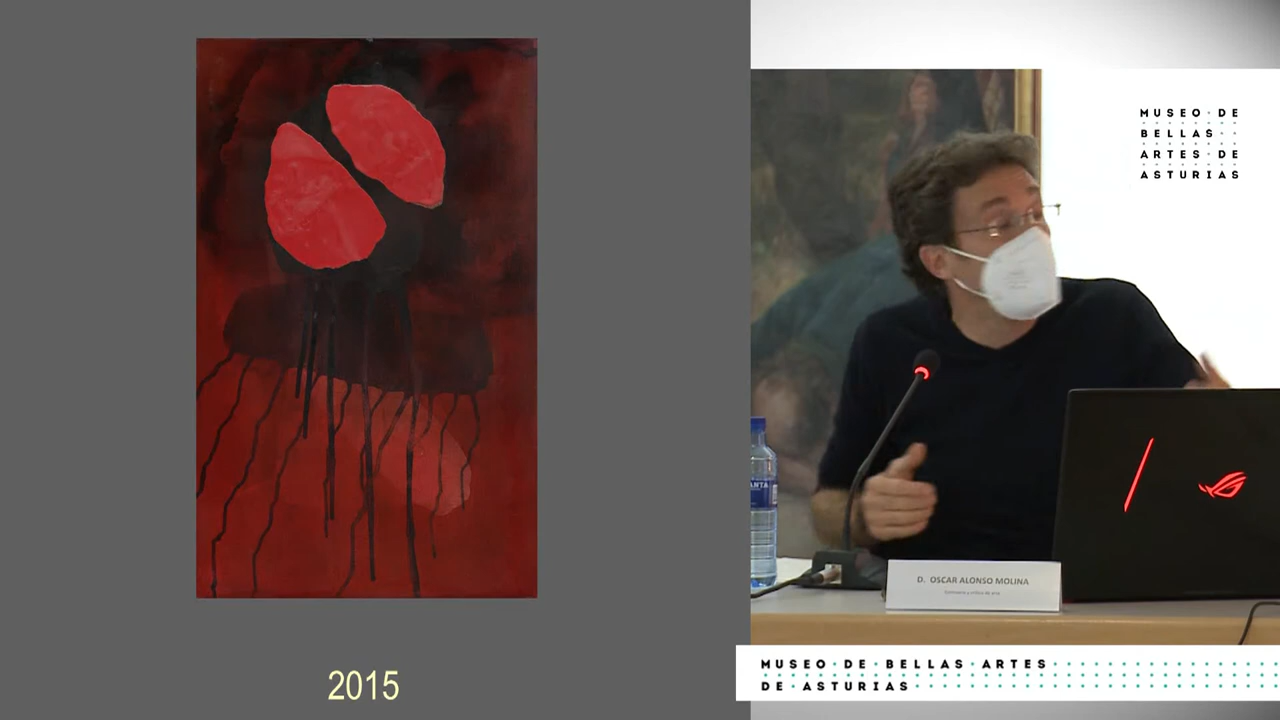 2015
MUSEO·DE
BELLAS
ARTES·DE
ASTURIAS
D. OSCAR ALONSO MOLINA
MUSEO·DE·BELLAS·ARTES
DE·ASTURIAS